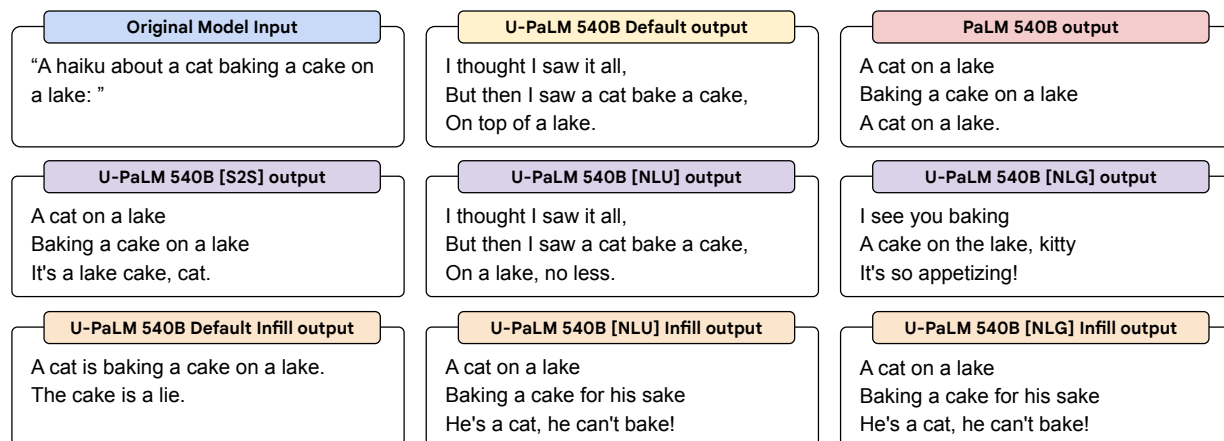 Original Model Input
“A haiku about a cat baking a cake on
a lake: ”
U-PaLM 540B Default output
I thought I saw it all,
But then I saw a cat bake a cake,
On top of a lake.
PaLM 540B output
A cat on a lake
Baking a cake on a lake
A cat on a lake.
U-PaLM 540B [S2S] output
A cat on a lake
Baking a cake on a lake
It's a lake cake, cat.
U-PaLM 540B [NLU] output
I thought I saw it all,
But then I saw a cat bake a cake,
On a lake, no less.
U-PaLM 540B [NLG] output
I see you baking
A cake on the lake, kitty
It's so appetizing!
U-PaLM 540B Default Infill output
A cat is baking a cake on a lake.
The cake is a lie.
U-PaLM 540B [NLU] Infill output
A cat on a lake
Baking a cake for his sake
He's a cat, he can't bake!
U-PaLM 540B [NLG] Infill output
A cat on a lake
Baking a cake for his sake
He's a cat, he can't bake!